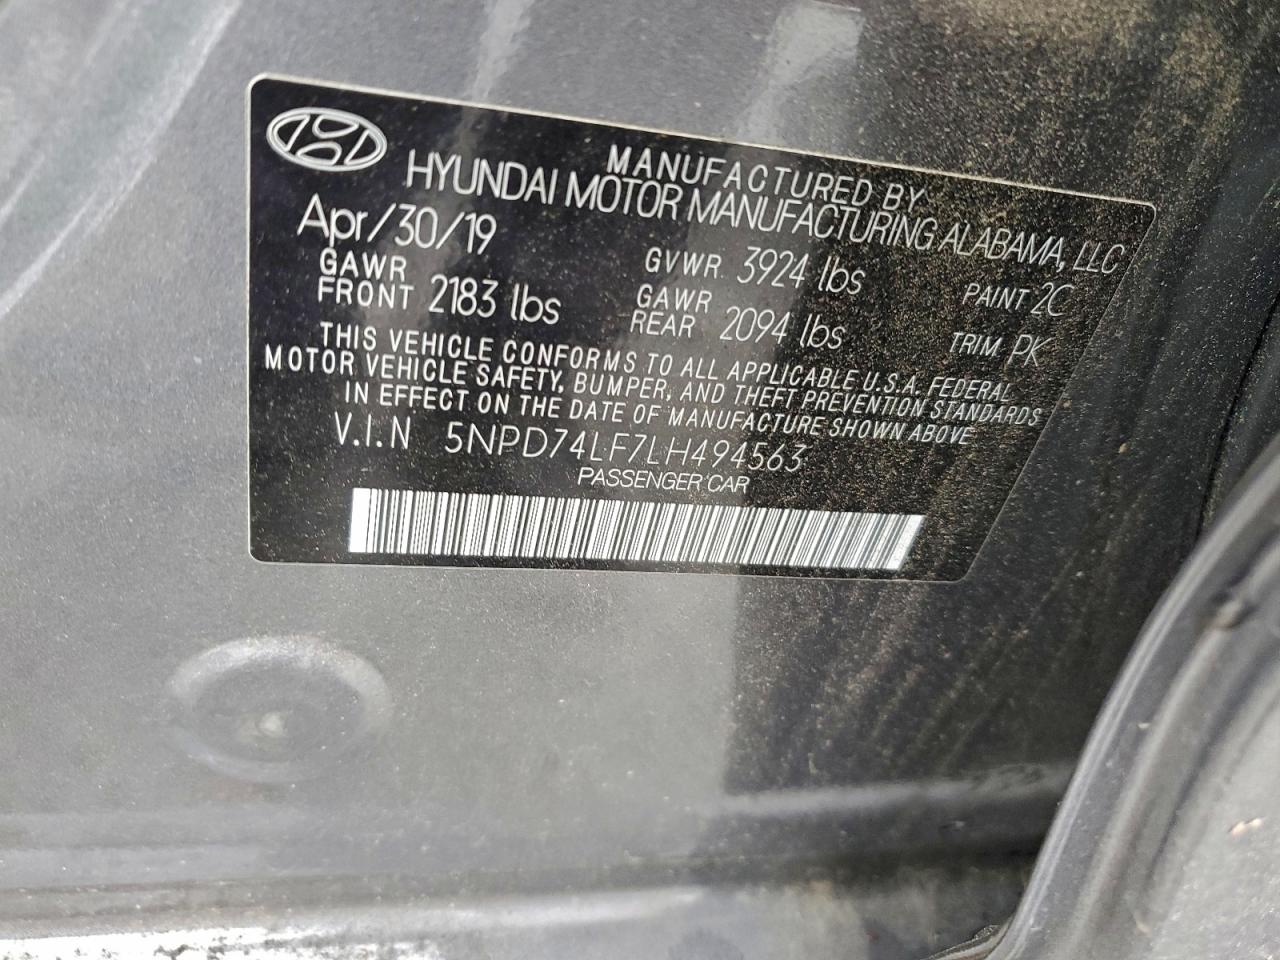 MANUFACTURED BY
HYUNDAI MOTOR MANUFACTURING ALABAMA, LLC
Apr/30/19 GVWR 3924 lbs PAINT 2C
GAWR FRONT 2183 lbs GAWR REAR 2094 lbs TRIM PK
THIS VEHICLE CONFORMS TO ALL APPLICABLE U.S.A. FEDERAL
MOTOR VEHICLE SAFETY, BUMPER, AND THEFT PREVENTION STANDARDS
IN EFFECT ON THE DATE OF MANUFACTURE SHOWN ABOVE
V.I.N 5NPD74LF7LH494563
PASSENGER CAR